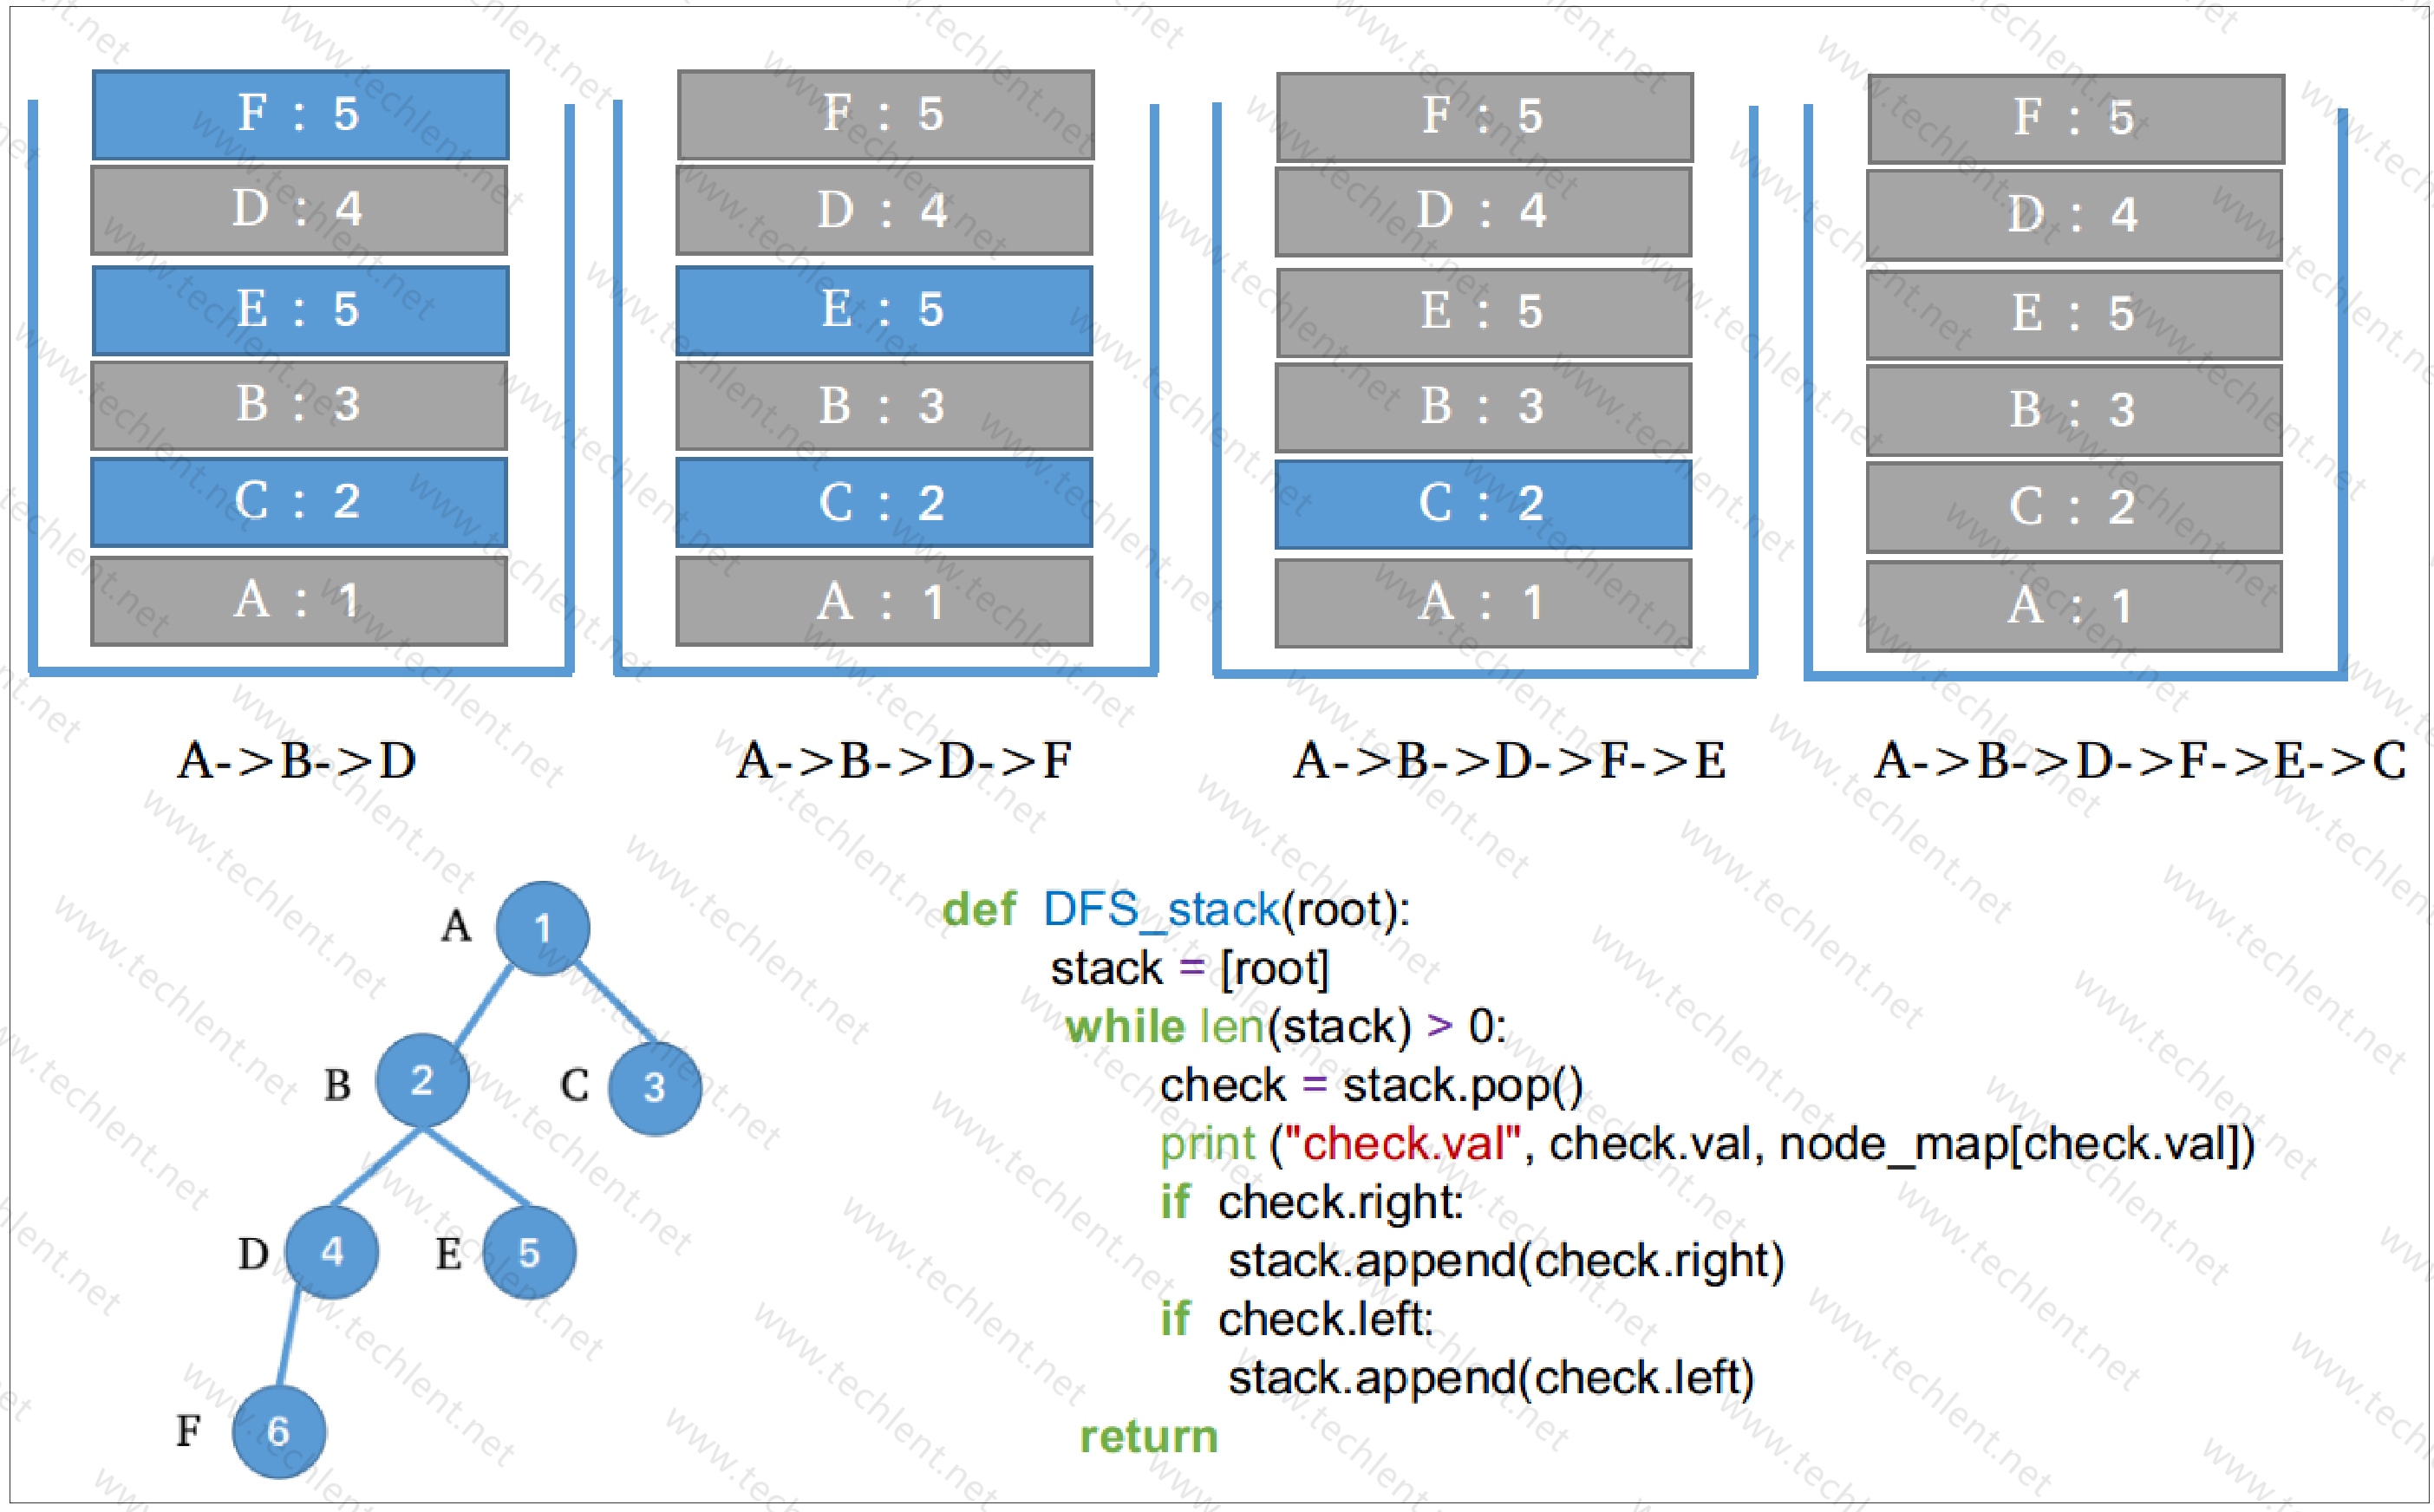 F : 5
D : 4
E : 5
B : 3
C : 2
A : 1
A->B->D
F : 5
D : 4
E : 5
B : 3
C : 2
A : 1
A->B->D->F
F : 5
D : 4
E : 5
B : 3
C : 2
A : 1
A->B->D->F->E
F : 5
D : 4
E : 5
B : 3
C : 2
A : 1
A->B->D->F->E->C
A 1
B 2 C 3
D 4 E 5
F 6
def DFS_stack(root):
stack = [root]
while len(stack) > 0:
check = stack.pop()
print ("check.val", check.val, node_map[check.val])
if check.right:
stack.append(check.right)
if check.left:
stack.append(check.left)
return
www.techlent.net